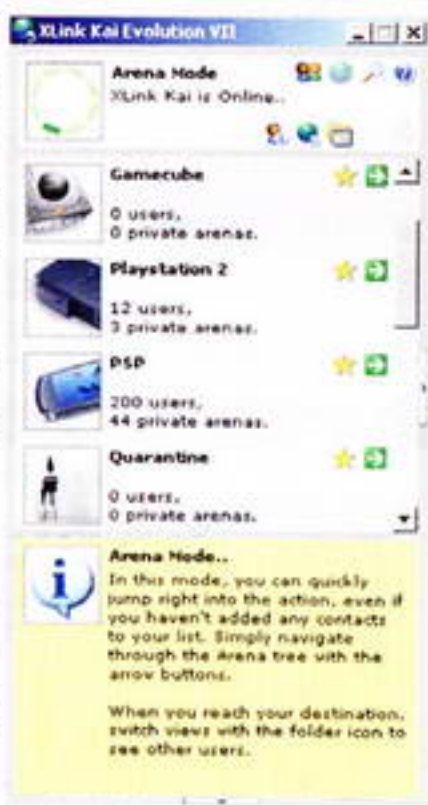 XLink Kai Evolution VII
Arena Mode
XLink Kai is Online..
Gamecube
0 users,
0 private arenas.
Playstation 2
12 users,
3 private arenas.
PSP
200 users,
44 private arenas.
Quarantine
0 users,
0 private arenas.
Arena Mode..
In this mode, you can quickly
jump right into the action, even if
you haven't added any contacts
to your list. Simply navigate
through the Arena tree with the
arrow buttons.
When you reach your destination,
switch views with the folder icon to
see other users.